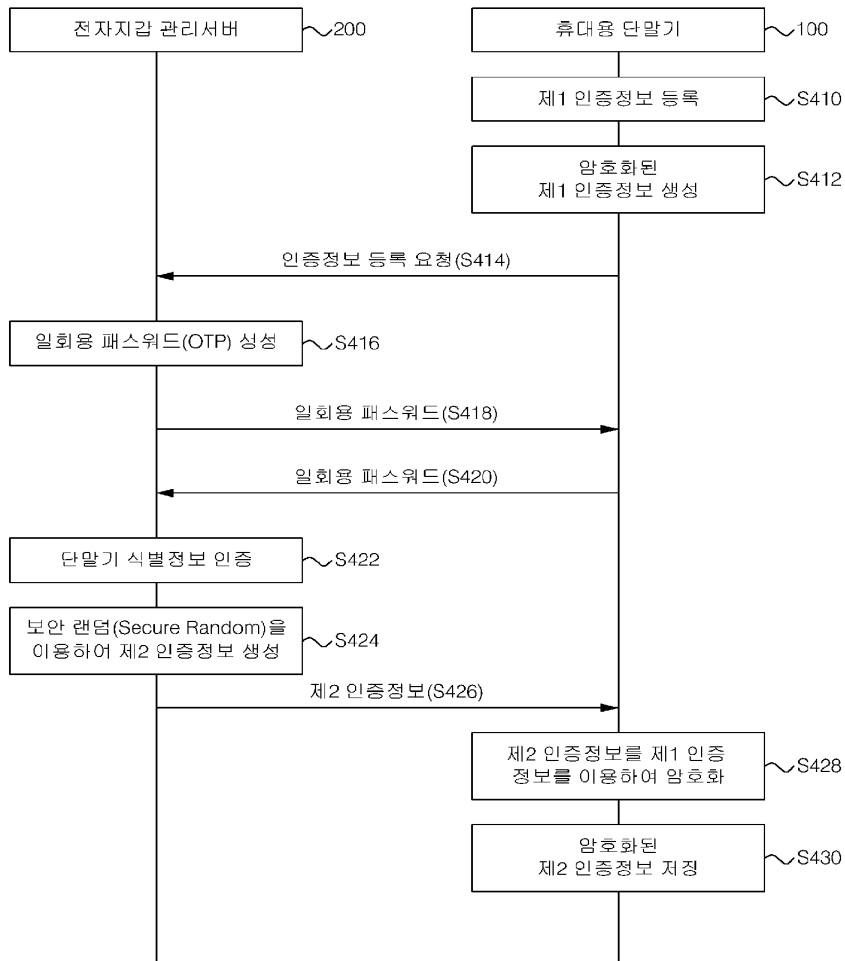 전자지갑 관리서버
200
휴대용 단말기
100
제1 인증정보 등록
S410
암호화된
제1 인증정보 생성
S412
인증정보 등록 요청(S414)
일회용 패스워드(OTP) 성성
S416
일회용 패스워드(S418)
일회용 패스워드(S420)
단말기 식별정보 인증
S422
보안 랜덤(Secure Random)을
이용하여 제2 인증정보 생성
S424
제2 인증정보(S426)
제2 인증정보를 제1 인증
정보를 이용하여 암호화
S428
암호화된
제2 인증정보 저징
S430